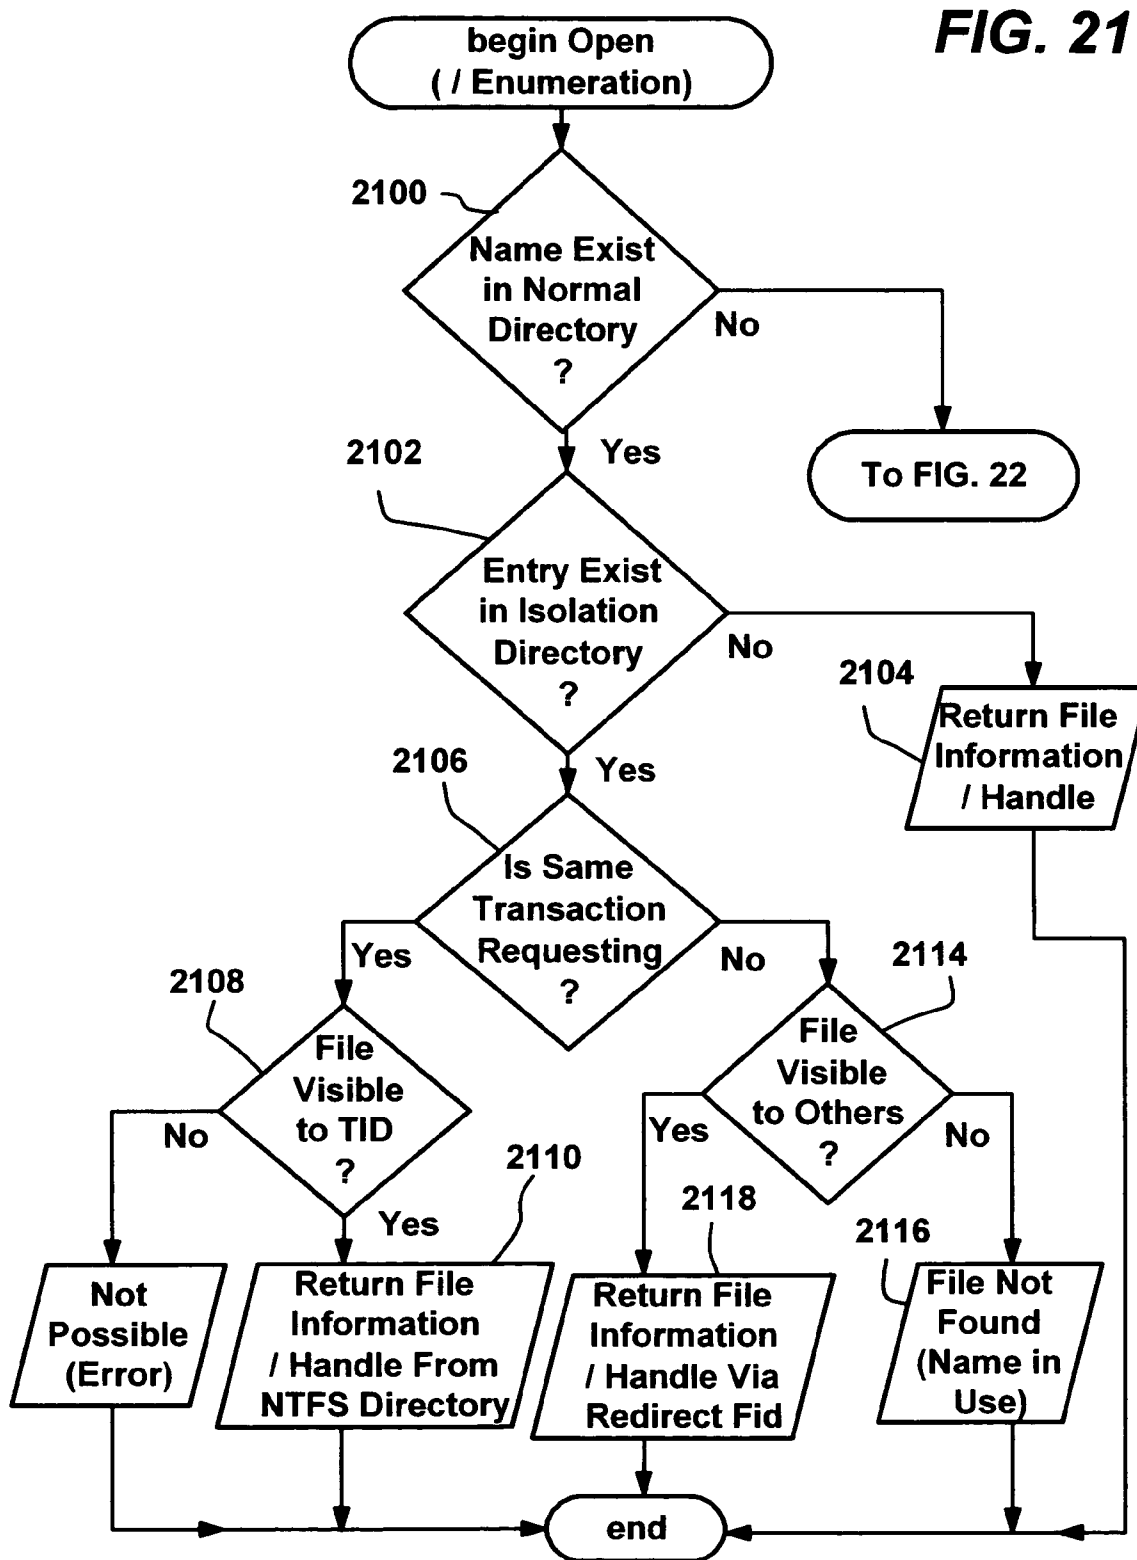 FIG. 21
begin Open
( / Enumeration)
2100
Name Exist
in Normal
Directory
?
No
Yes
To FIG. 22
2102
Entry Exist
in Isolation
Directory
?
No
Yes
2104
Return File
Information
/ Handle
2106
Is Same
Transaction
Requesting
?
Yes
No
2108
File
Visible
to TID
?
No
Yes
2114
File
Visible
to Others
?
Yes
No
Not
Possible
(Error)
2110
Return File
Information
/ Handle From
NTFS Directory
2118
Return File
Information
/ Handle Via
Redirect Fid
2116
File Not
Found
(Name in
Use)
end